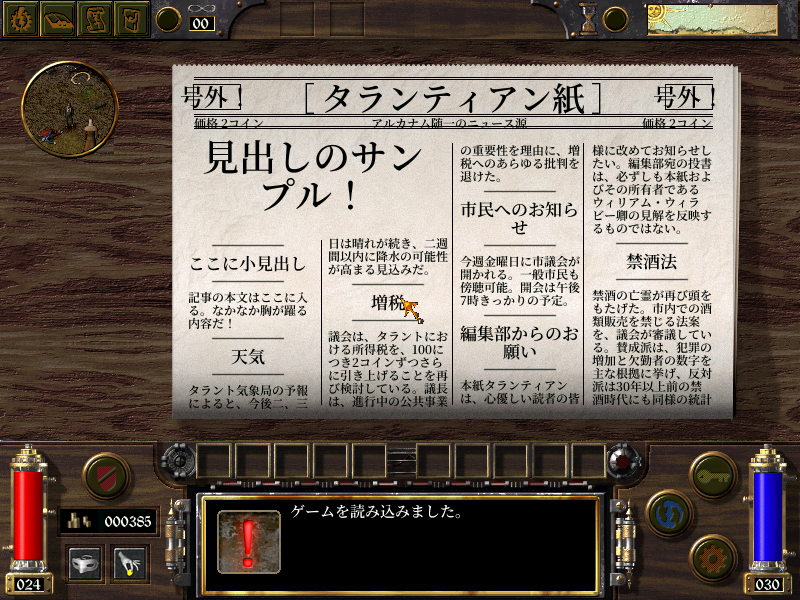 00
号外！
［タランティアン紙］
号外！
価格２コイン
アルカナム随一のニュース源
価格２コイン
見出しのサン
プル！
ここに小見出し
記事の本文はここに入
る。なかなか胸が躍る
内容だ！
天気
タラント気象局の予報
によると、今後二、三
日は晴れが続き、二週
間以内に降水の可能性
が高まる見込みだ。
増税
議会は、タラントにお
ける所得税を、100に
つき2コインずつさら
に引き上げることを再
び検討している。議長
は、進行中の公共事業
の重要性を理由に、増
税へのあらゆる批判を
退けた。
市民へのお知ら
せ
今週金曜日に市議会が
開かれる。一般市民も
傍聴可能。開会は午後
7時きっかりの予定。
編集部からのお
願い
本紙タランティアン
は、心優しい読者の皆
様に改めてお知らせし
たい。編集部宛の投書
は、必ずしも本紙およ
びその所有者である
ウィリアム・ウィラ
ビー卿の見解を反映す
るものではない。
禁酒法
禁酒の亡霊が再び頭を
もたげた。市内での酒
類販売を禁じる法案
を、議会が審議してい
る。賛成派は、犯罪の
増加と欠勤者の数字を
主な根拠に挙げ、反対
派は30年以上前の禁
酒時代にも同様の統計
000385
ゲームを読み込みました。
024
030